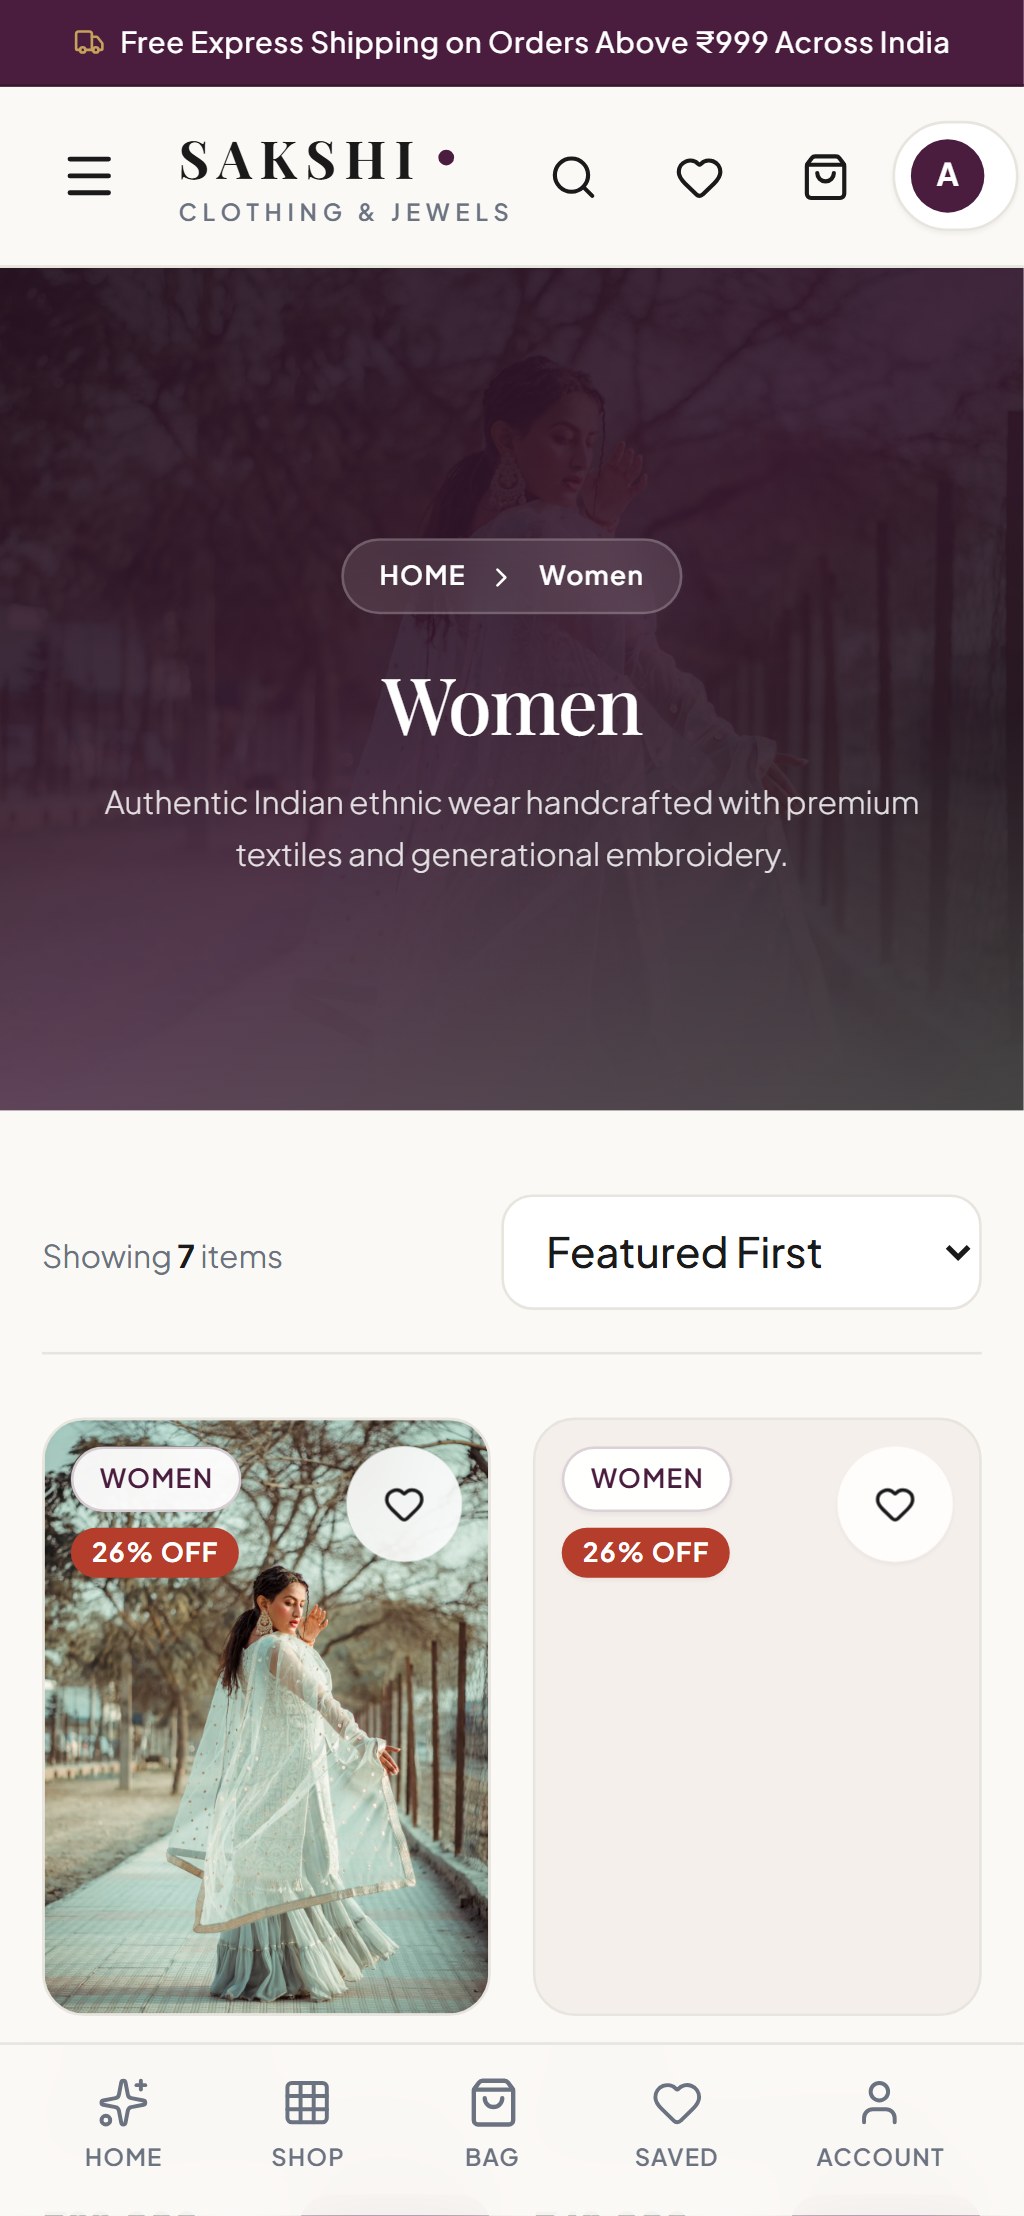 Free Express Shipping on Orders Above ₹999 Across India
SAKSHI
CLOTHING & JEWELS
A
HOME > Women
Women
Authentic Indian ethnic wear handcrafted with premium
textiles and generational embroidery.
Showing 7 items
Featured First
WOMEN
26% OFF
WOMEN
26% OFF
HOME
SHOP
BAG
SAVED
ACCOUNT